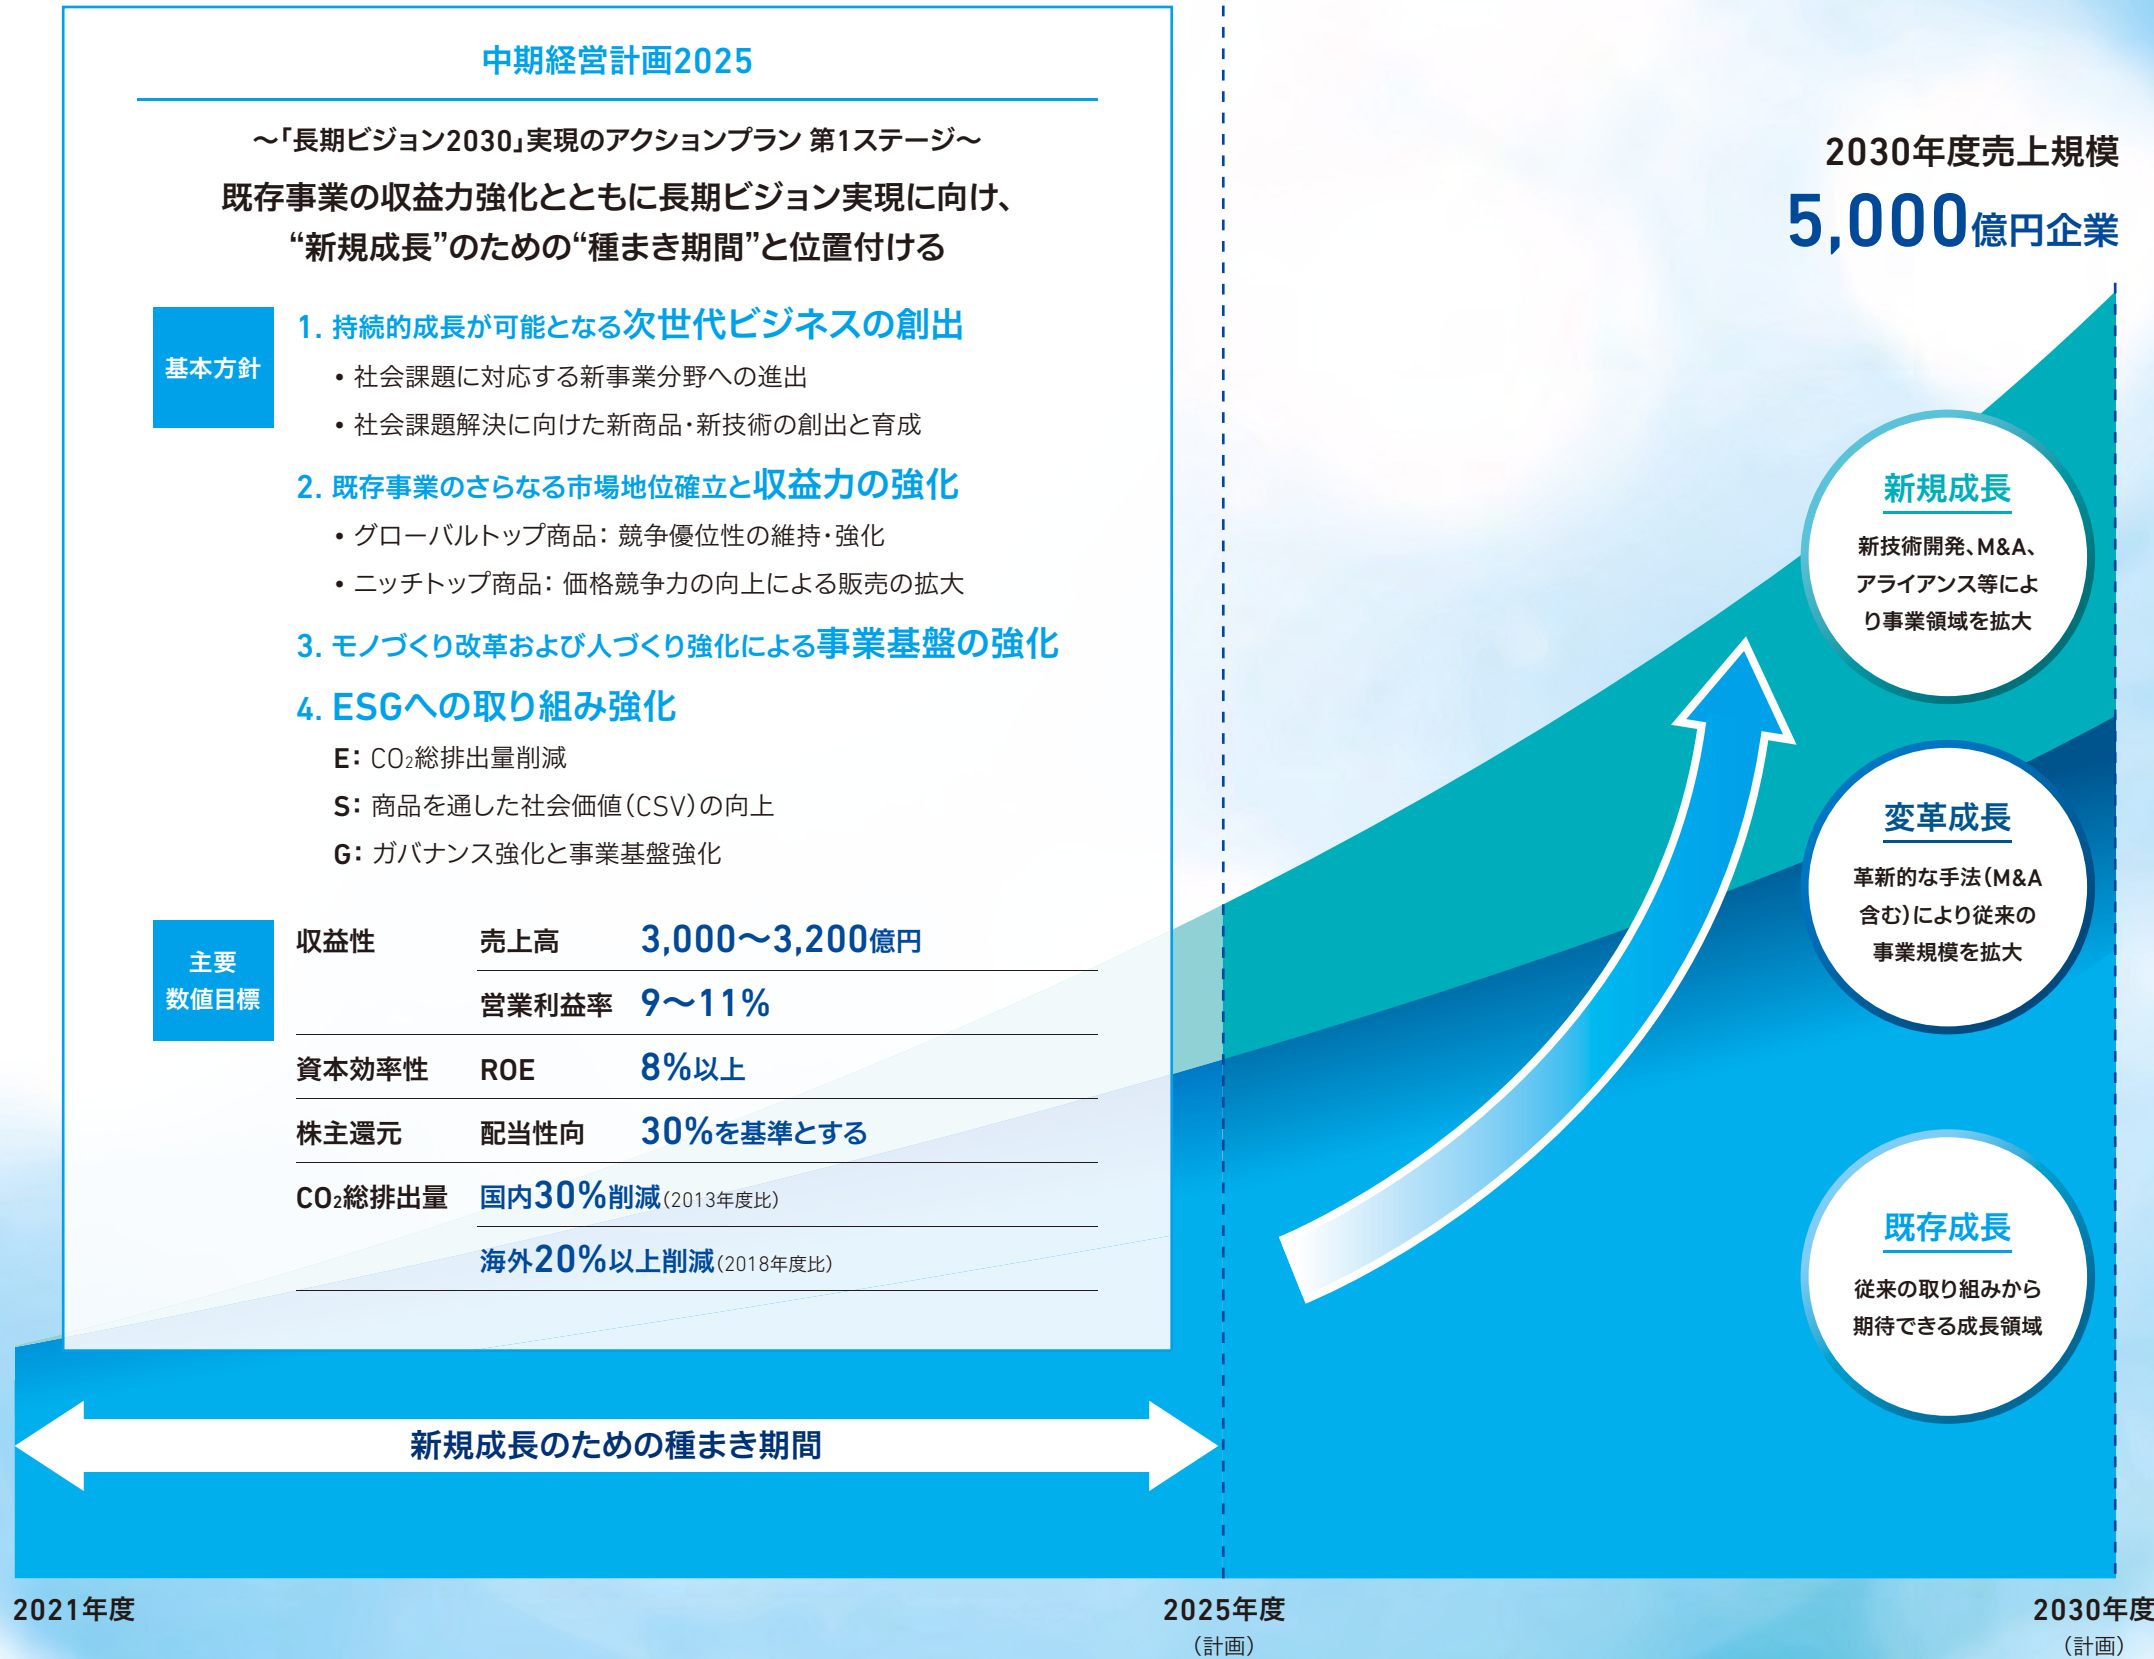 中期経営計画2025
〜「長期ビジョン2030」実現のアクションプラン 第1ステージ〜
既存事業の収益力強化とともに長期ビジョン実現に向け、
“新規成長”のための“種まき期間”と位置付ける
基本方針
1. 持続的成長が可能となる次世代ビジネスの創出
• 社会課題に対応する新事業分野への進出
• 社会課題解決に向けた新商品・新技術の創出と育成
2. 既存事業のさらなる市場地位確立と収益力の強化
• グローバルトップ商品：競争優位性の維持・強化
• ニッチトップ商品：価格競争力の向上による販売の拡大
3. モノづくり改革および人づくり強化による事業基盤の強化
4. ESGへの取り組み強化
E：CO₂総排出量削減
S：商品を通した社会価値（CSV）の向上
G：ガバナンス強化と事業基盤強化
主要
数値目標
収益性 売上高 3,000〜3,200億円
営業利益率 9〜11%
資本効率性 ROE 8%以上
株主還元 配当性向 30%を基準とする
CO₂総排出量 国内30%削減（2013年度比）
海外20%以上削減（2018年度比）
新規成長のための種まき期間
2030年度売上規模
5,000億円企業
新規成長
新技術開発、M&A、
アライアンス等によ
り事業領域を拡大
変革成長
革新的な手法（M&A
含む）により従来の
事業規模を拡大
既存成長
従来の取り組みから
期待できる成長領域
2021年度
2025年度
（計画）
2030年度
（計画）